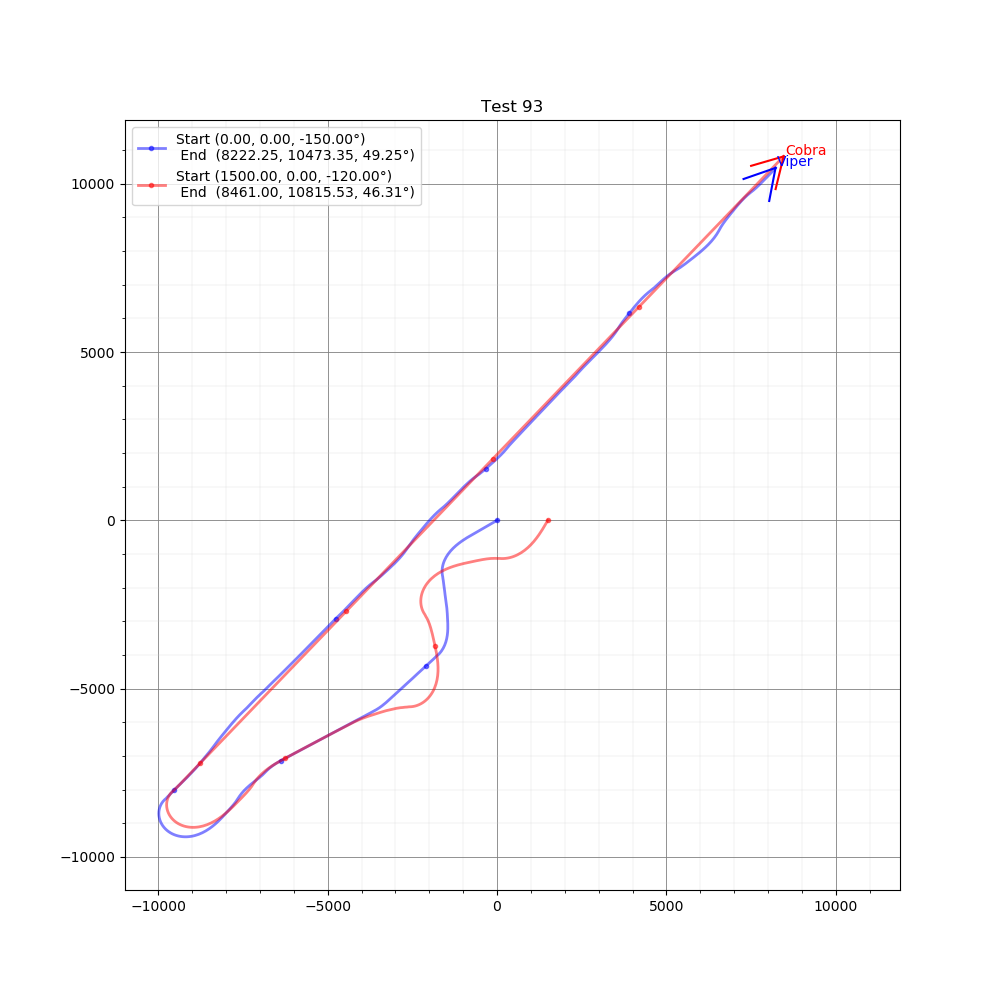 Test 93
Start (0.00, 0.00, -150.00°)
End  (8222.25, 10473.35, 49.25°)
Start (1500.00, 0.00, -120.00°)
End  (8461.00, 10815.53, 46.31°)
Cobra
Viper
10000
5000
0
−5000
−10000
−10000
−5000
0
5000
10000